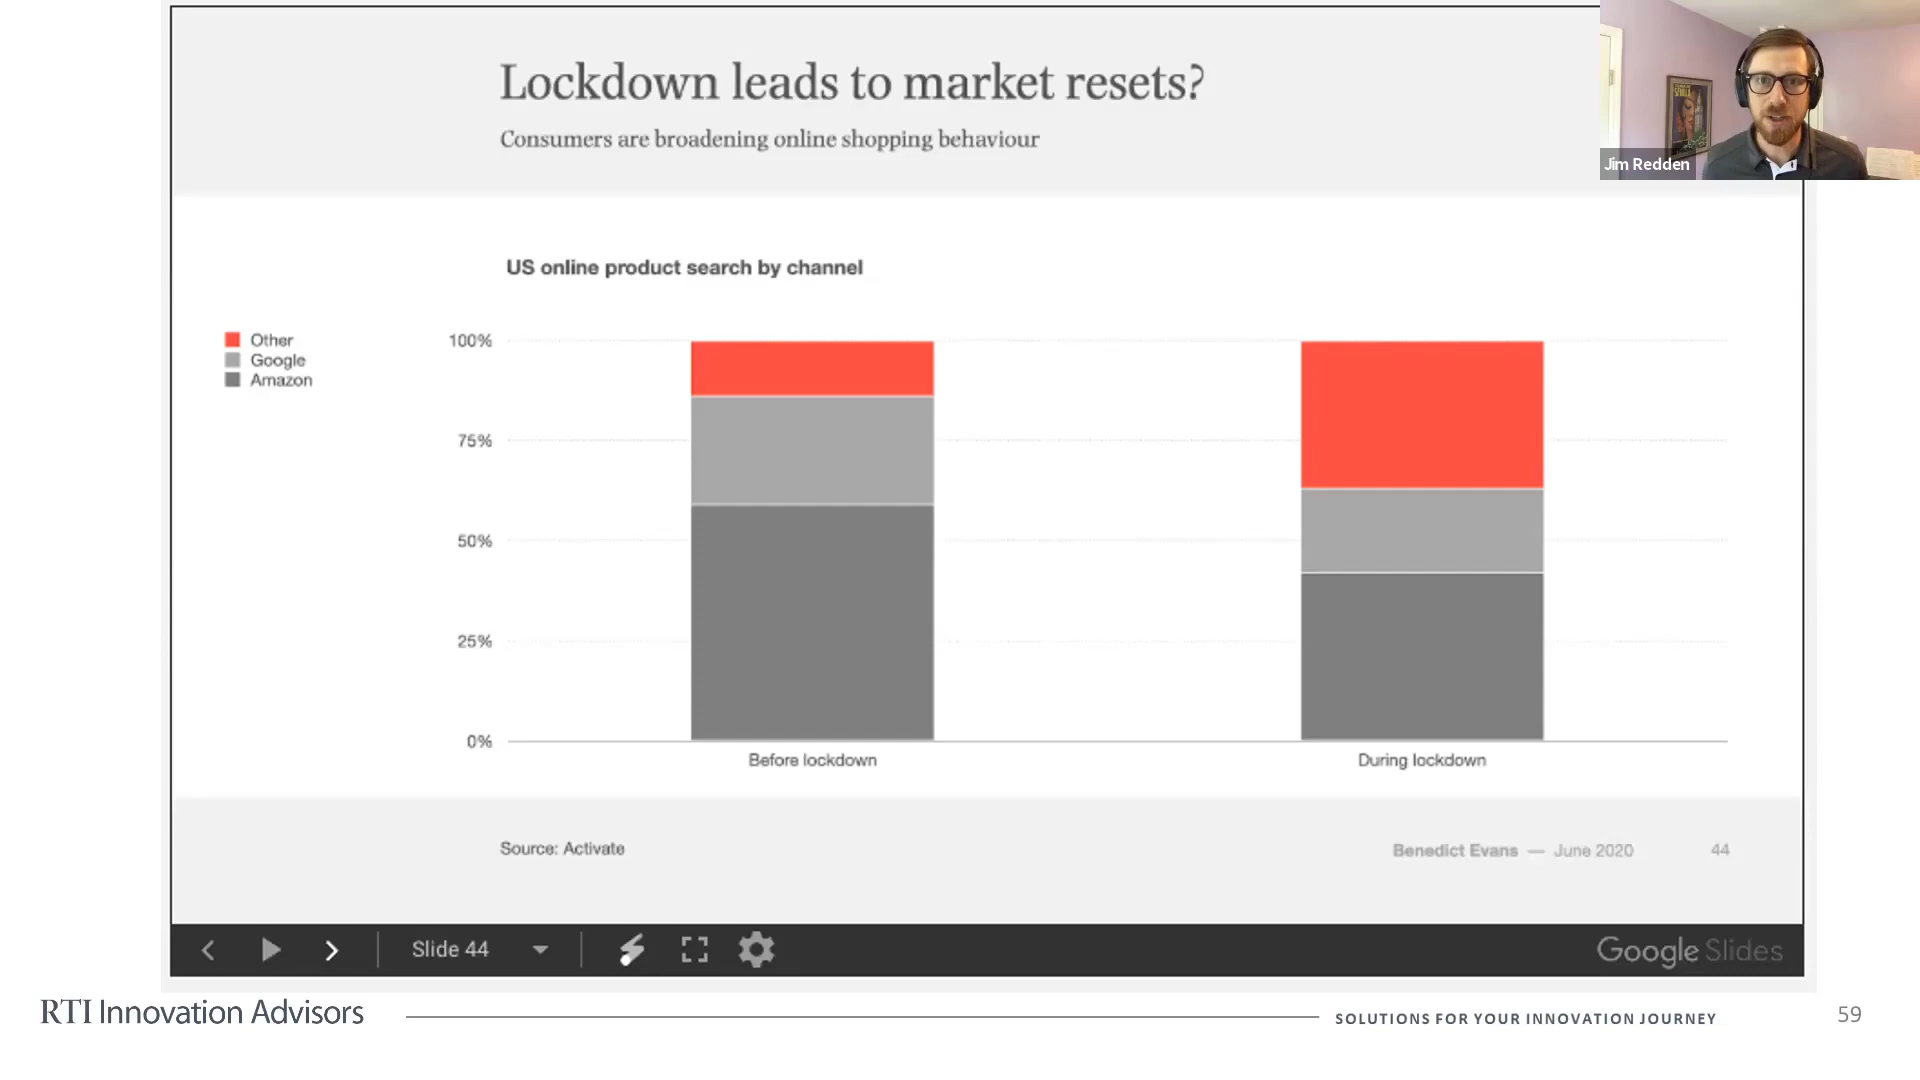 Lockdown leads to market resets?
Consumers are broadening online shopping behaviour
Jim Redden
US online product search by channel
Other
Google
Amazon
100%
75%
50%
25%
0%
Before lockdown
During lockdown
Source: Activate
Benedict Evans — June 2020
44
Slide 44
Google Slides
RTI Innovation Advisors
SOLUTIONS FOR YOUR INNOVATION JOURNEY
59